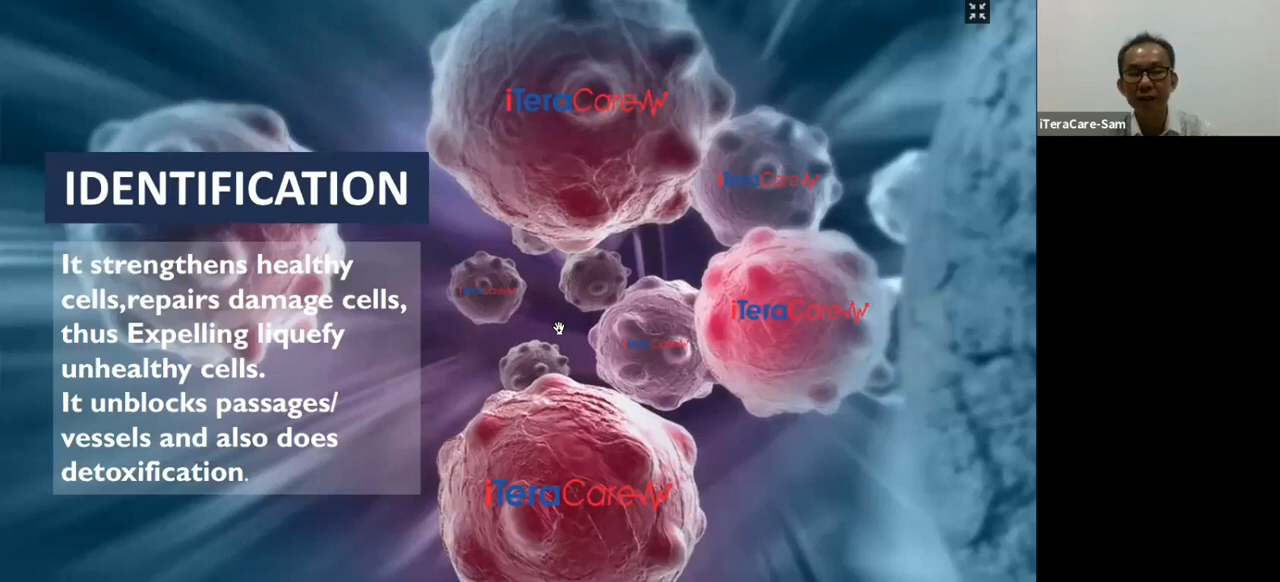 iTeraCare
iTeraCare
IDENTIFICATION
It strengthens healthy
cells,repairs damage cells,
thus Expelling liquefy
unhealthy cells.
It unblocks passages/
vessels and also does
detoxification.
iTeraCare
iTeraCare
iTeraCare
iTeraCare
iTeraCare-Sam